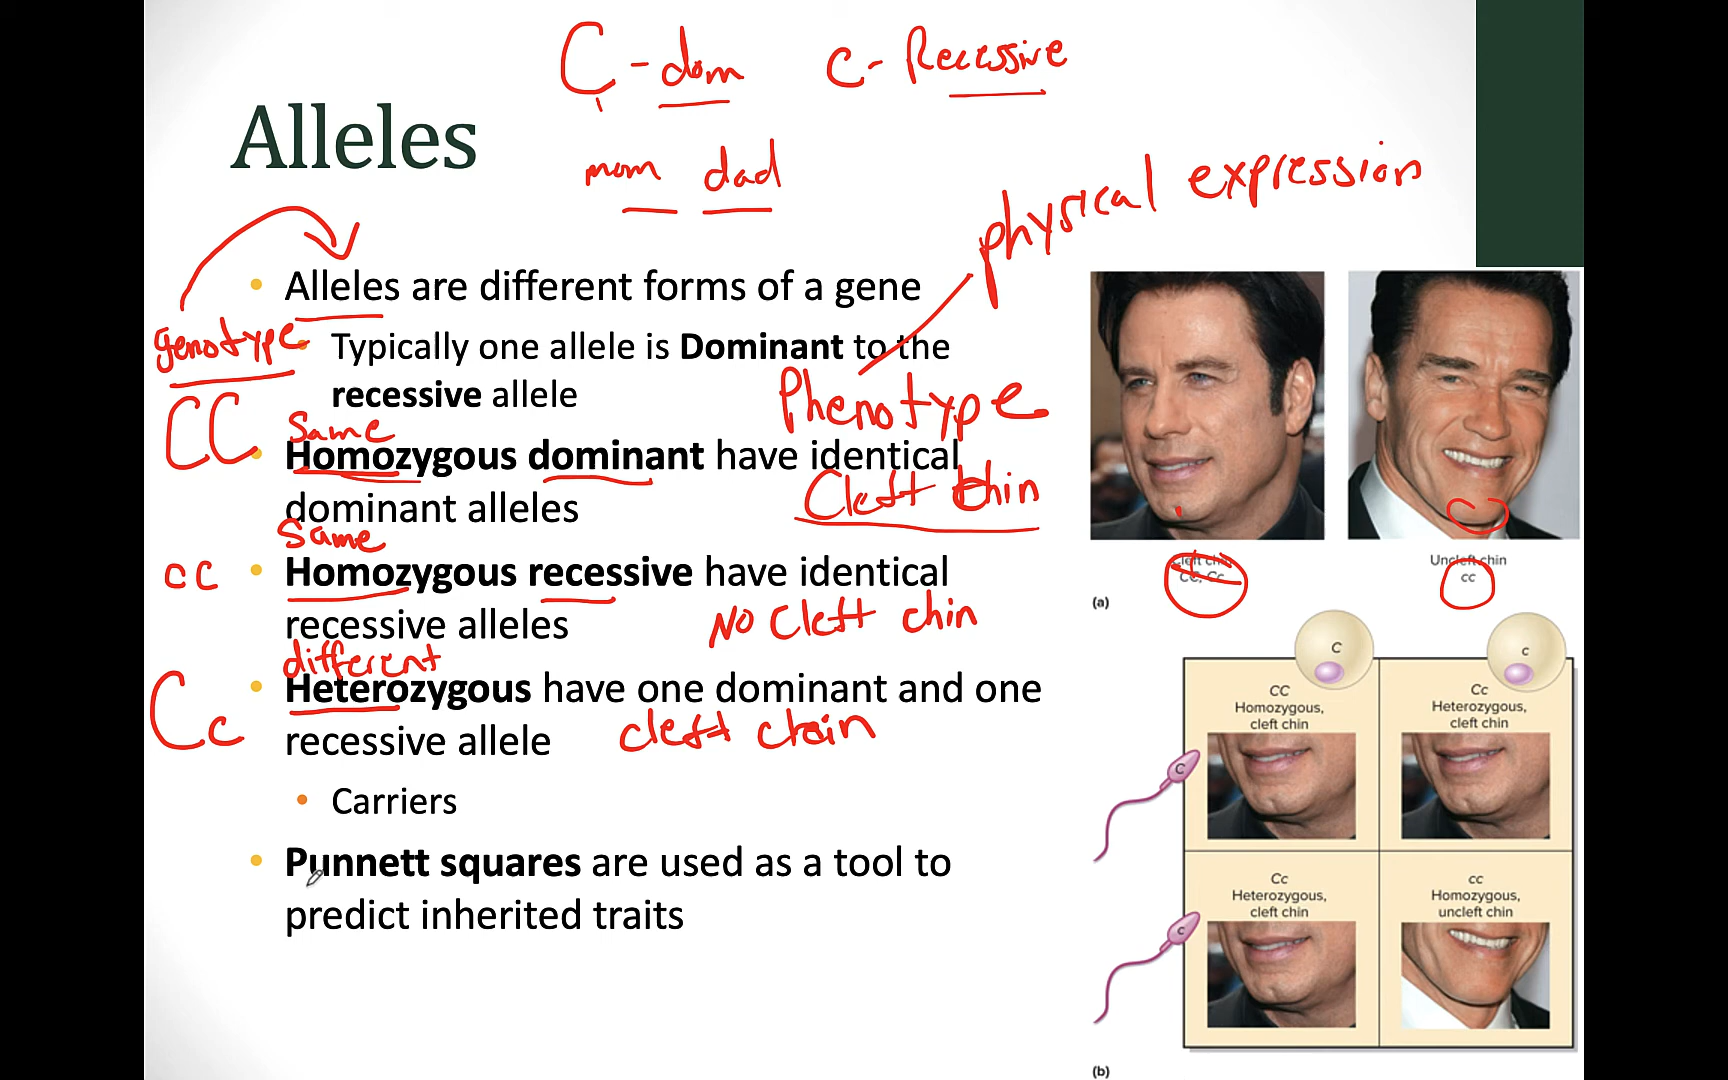 C - dom c - Recessive
Alleles
mom dad
physical expression
• Alleles are different forms of a gene
genotype
• Typically one allele is Dominant to the
recessive allele
Phenotype
CC
Same
• Homozygous dominant have identical
dominant alleles
Cleft chin
Same
cc
• Homozygous recessive have identical
recessive alleles
NO Cleft chin
different
Cc
• Heterozygous have one dominant and one
recessive allele
cleft chain
• Carriers
• Punnett squares are used as a tool to
predict inherited traits
Cleft chin
CC, Cc
Uncleft chin
cc
(a)
C
c
CC
Homozygous,
cleft chin
Cc
Heterozygous,
cleft chin
C
Cc
Heterozygous,
cleft chin
cc
Homozygous,
uncleft chin
c
(b)